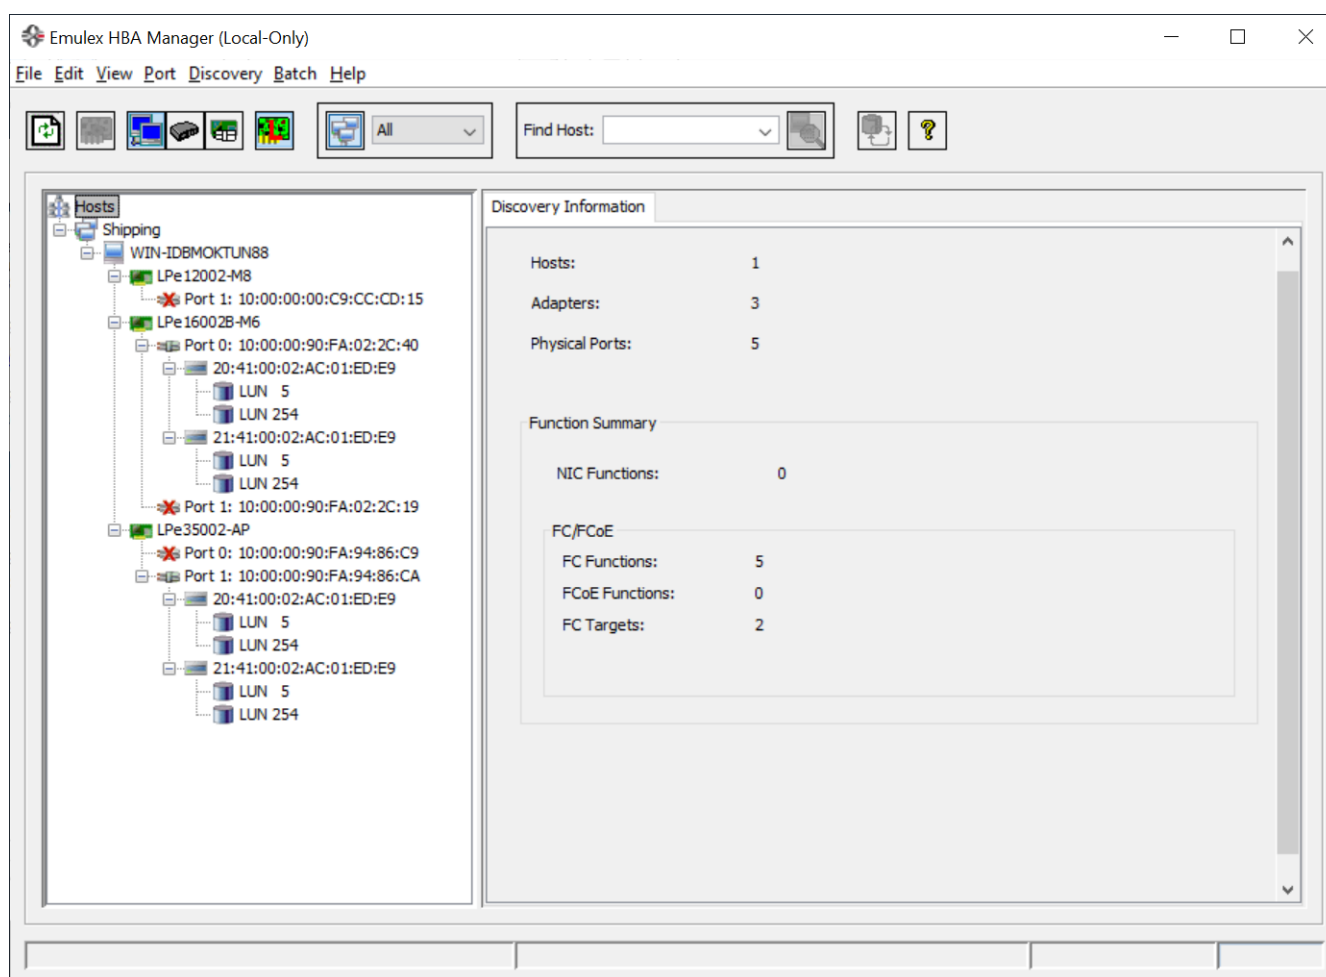 Emulex HBA Manager (Local-Only)
File Edit View Port Discovery Batch Help
All
Find Host:
Hosts
Shipping
WIN-IDBMOKTUN88
LPe12002-M8
Port 1: 10:00:00:00:C9:CC:CD:15
LPe16002B-M6
Port 0: 10:00:00:90:FA:02:2C:40
20:41:00:02:AC:01:ED:E9
LUN 5
LUN 254
21:41:00:02:AC:01:ED:E9
LUN 5
LUN 254
Port 1: 10:00:00:90:FA:02:2C:19
LPe35002-AP
Port 0: 10:00:00:90:FA:94:86:C9
Port 1: 10:00:00:90:FA:94:86:CA
20:41:00:02:AC:01:ED:E9
LUN 5
LUN 254
21:41:00:02:AC:01:ED:E9
LUN 5
LUN 254
Discovery Information
Hosts: 1
Adapters: 3
Physical Ports: 5
Function Summary
NIC Functions: 0
FC/FCoE
FC Functions: 5
FCoE Functions: 0
FC Targets: 2